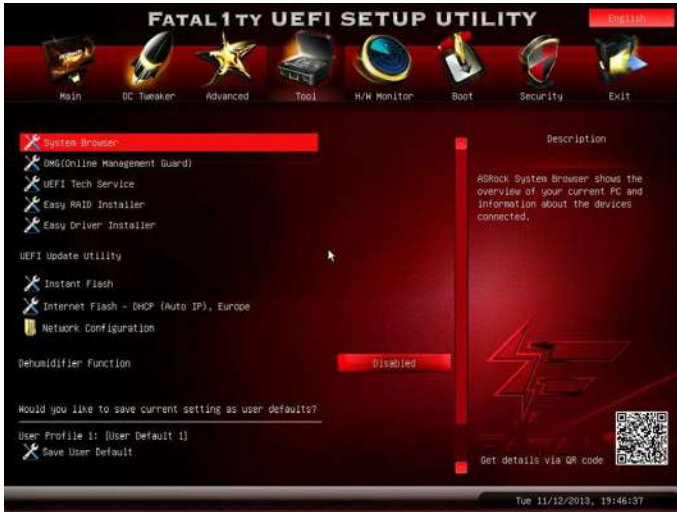 FATAL1TY UEFI SETUP UTILITY
English
Main
OC Tweaker
Advanced
Tool
H/W Monitor
Boot
Security
Exit
System Browser
OMG(Online Management Guard)
UEFI Tech Service
Easy RAID Installer
Easy Driver Installer
UEFI Update Utility
Instant Flash
Internet Flash - DHCP (Auto IP), Europe
Network Configuration
Dehumidifier Function
Disabled
Would you like to save current setting as user defaults?
User Profile 1: [User Default 1]
Save User Default
Description
ASRock System Browser shows the
overview of your current PC and
information about the devices
connected.
Get details via QR code
Tue 11/12/2013, 19:46:37